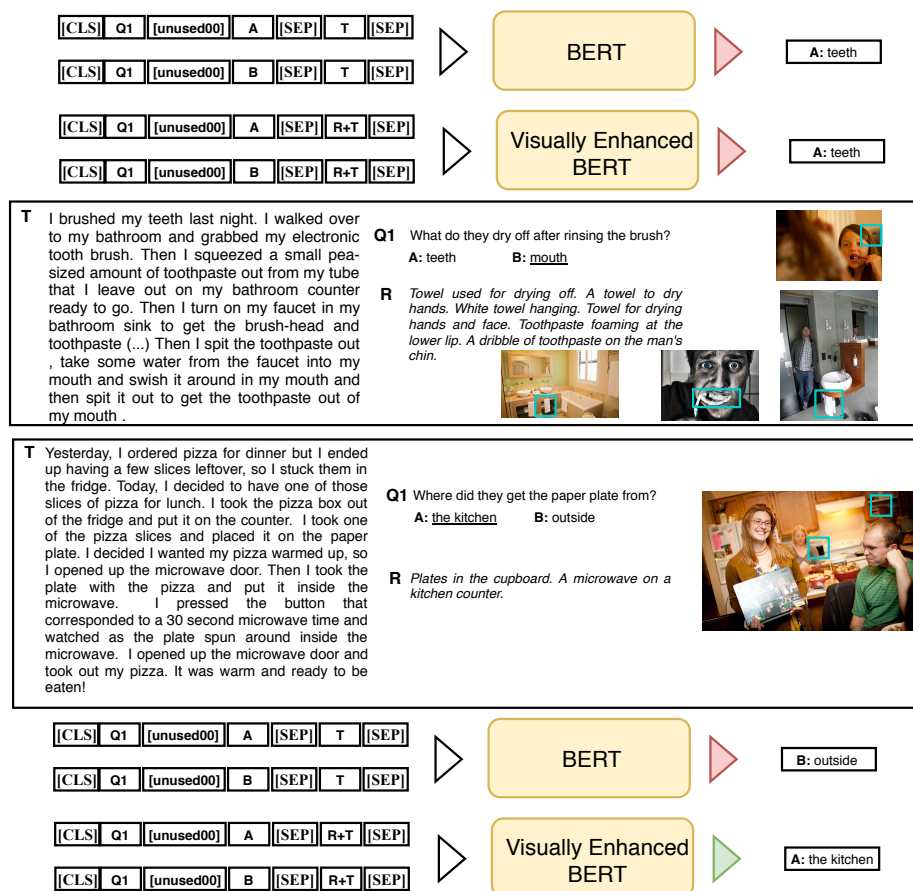 [CLS] Q1 [unused00] A [SEP] T [SEP]
[CLS] Q1 [unused00] B [SEP] T [SEP]
BERT
A: teeth
[CLS] Q1 [unused00] A [SEP] R+T [SEP]
[CLS] Q1 [unused00] B [SEP] R+T [SEP]
Visually Enhanced
BERT
A: teeth
T
I brushed my teeth last night. I walked over
to my bathroom and grabbed my electronic
tooth brush. Then I squeezed a small pea-
sized amount of toothpaste out from my tube
that I leave out on my bathroom counter
ready to go. Then I turn on my faucet in my
bathroom sink to get the brush-head and
toothpaste (...) Then I spit the toothpaste out
, take some water from the faucet into my
mouth and swish it around in my mouth and
then spit it out to get the toothpaste out of
my mouth .
Q1 What do they dry off after rinsing the brush?
A: teeth B: mouth
R Towel used for drying off. A towel to dry
hands. White towel hanging. Towel for drying
hands and face. Toothpaste foaming at the
lower lip. A dribble of toothpaste on the man's
chin.
T Yesterday, I ordered pizza for dinner but I ended
up having a few slices leftover, so I stuck them in
the fridge. Today, I decided to have one of those
slices of pizza for lunch. I took the pizza box out
of the fridge and put it on the counter. I took one
of the pizza slices and placed it on the paper
plate. I decided I wanted my pizza warmed up, so
I opened up the microwave door. Then I took the
plate with the pizza and put it inside the
microwave. I pressed the button that
corresponded to a 30 second microwave time and
watched as the plate spun around inside the
microwave. I opened up the microwave door and
took out my pizza. It was warm and ready to be
eaten!
Q1 Where did they get the paper plate from?
A: the kitchen B: outside
R Plates in the cupboard. A microwave on a
kitchen counter.
[CLS] Q1 [unused00] A [SEP] T [SEP]
[CLS] Q1 [unused00] B [SEP] T [SEP]
BERT
B: outside
[CLS] Q1 [unused00] A [SEP] R+T [SEP]
[CLS] Q1 [unused00] B [SEP] R+T [SEP]
Visually Enhanced
BERT
A: the kitchen